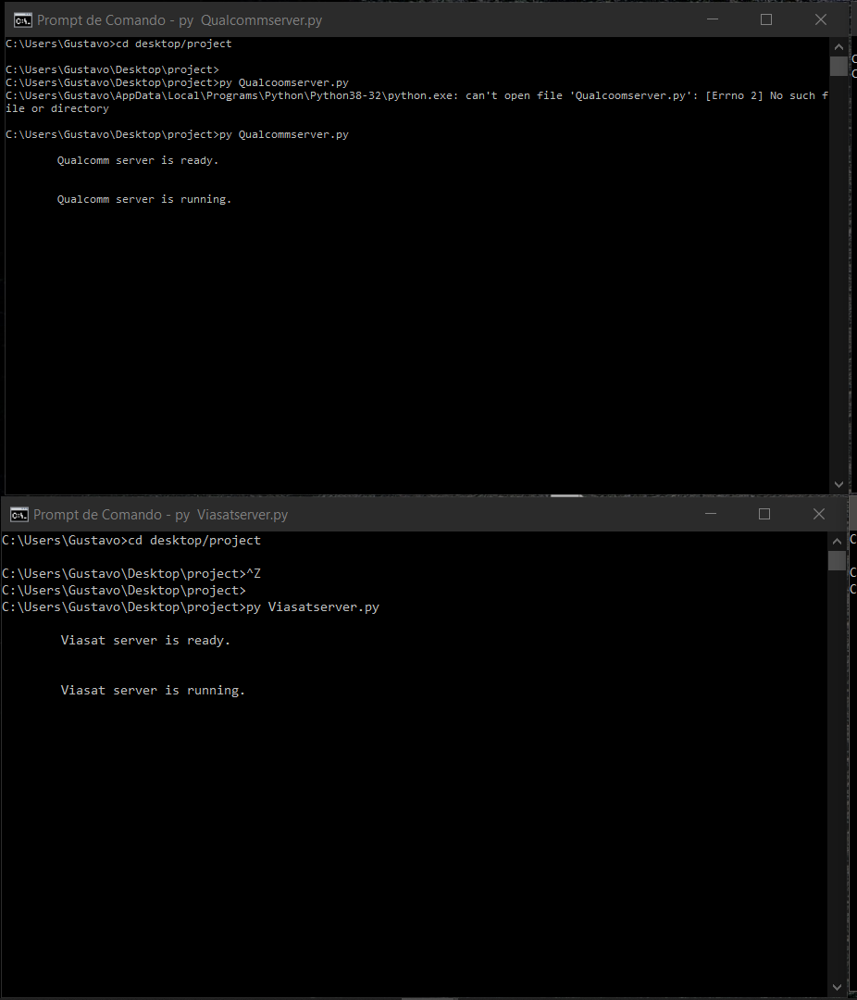 Prompt de Comando - py  Qualcommserver.py
C:\Users\Gustavo>cd desktop/project
C:\Users\Gustavo\Desktop\project>
C:\Users\Gustavo\Desktop\project>py Qualcoomserver.py
C:\Users\Gustavo\AppData\Local\Programs\Python\Python38-32\python.exe: can't open file 'Qualcoomserver.py': [Errno 2] No such f
ile or directory
C:\Users\Gustavo\Desktop\project>py Qualcommserver.py
Qualcomm server is ready.
Qualcomm server is running.
Prompt de Comando - py  Viasatserver.py
C:\Users\Gustavo>cd desktop/project
C:\Users\Gustavo\Desktop\project>^Z
C:\Users\Gustavo\Desktop\project>
C:\Users\Gustavo\Desktop\project>py Viasatserver.py
Viasat server is ready.
Viasat server is running.